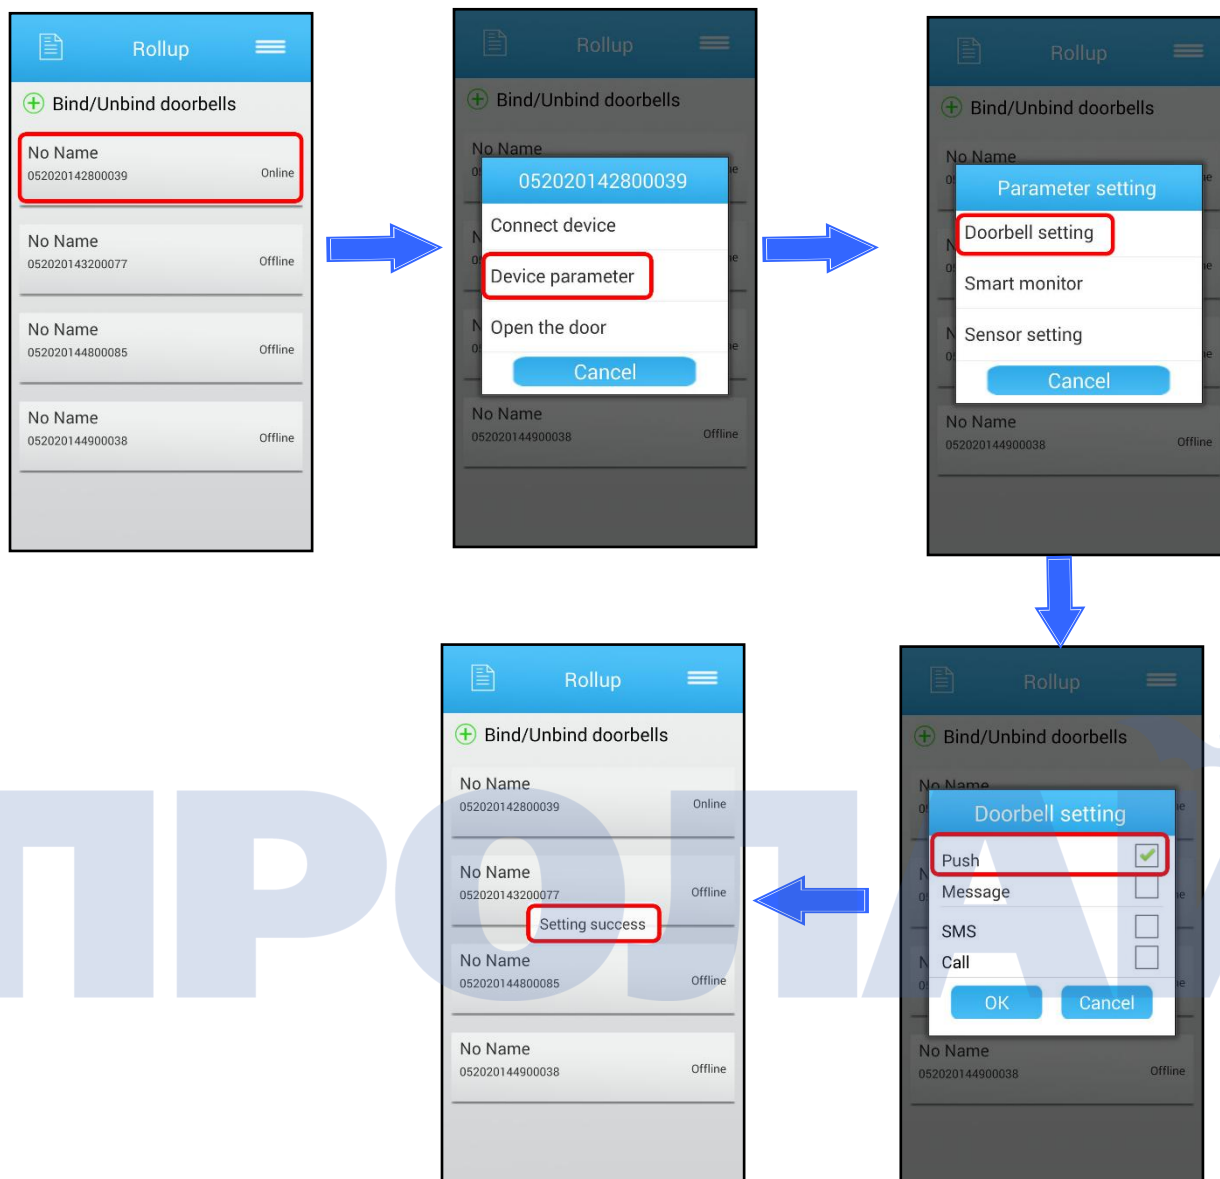 Rollup
Bind/Unbind doorbells
No Name
052020142800039
Online
No Name
052020143200077
Offline
No Name
052020144800085
Offline
No Name
052020144900038
Offline
Rollup
Bind/Unbind doorbells
No Name
052020142800039
Connect device
Device parameter
Open the door
Cancel
No Name
052020144900038
Offline
Rollup
Bind/Unbind doorbells
No Name
Parameter setting
Doorbell setting
Smart monitor
Sensor setting
Cancel
No Name
052020144900038
Offline
Rollup
Bind/Unbind doorbells
No Name
052020142800039
Online
No Name
052020143200077
Offline
Setting success
No Name
052020144800085
Offline
No Name
052020144900038
Offline
Rollup
Bind/Unbind doorbells
No Name
Doorbell setting
Push
Message
SMS
Call
OK
Cancel
No Name
052020144900038
Offline
ПРОЛАЙ